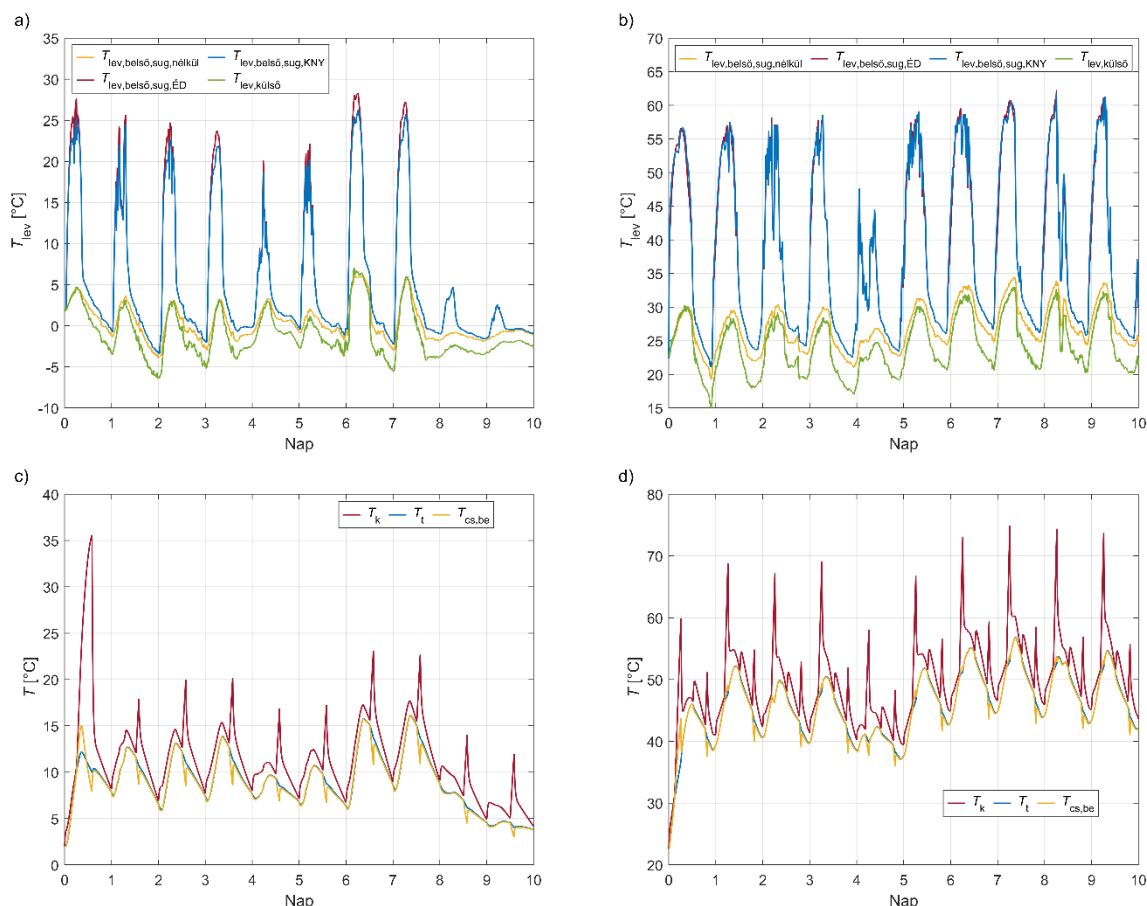 a)
35
30
25
20
15
10
5
0
-5
-10
T_lev [°C]
T_lev,belső,sug,nélkül
T_lev,belső,sug,KNY
T_lev,belső,sug,ÉD
T_lev,külső
0 1 2 3 4 5 6 7 8 9 10
Nap
b)
70
65
60
55
50
45
40
35
30
25
20
15
T_lev [°C]
T_lev,belső,sug,nélkül T_lev,belső,sug,ÉD T_lev,belső,sug,KNY T_lev,külső
0 1 2 3 4 5 6 7 8 9 10
Nap
c)
40
35
30
25
20
15
10
5
0
T [°C]
T_k T_t T_cs,be
0 1 2 3 4 5 6 7 8 9 10
Nap
d)
80
70
60
50
40
30
20
T [°C]
T_k T_t T_cs,be
0 1 2 3 4 5 6 7 8 9 10
Nap